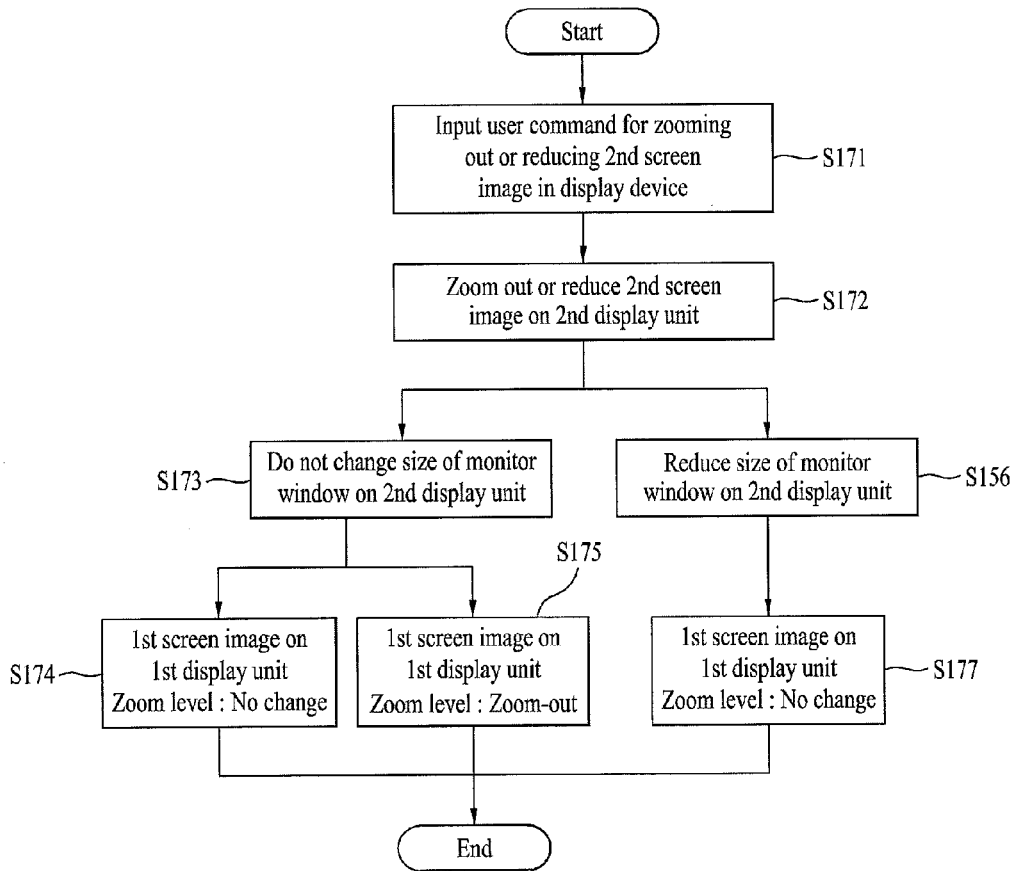 Start
Input user command for zooming
out or reducing 2nd screen
image in display device
S171
Zoom out or reduce 2nd screen
image on 2nd display unit
S172
S173
Do not change size of monitor
window on 2nd display unit
Reduce size of monitor
window on 2nd display unit
S156
S175
S174
1st screen image on
1st display unit
Zoom level : No change
1st screen image on
1st display unit
Zoom level : Zoom-out
1st screen image on
1st display unit
Zoom level : No change
S177
End